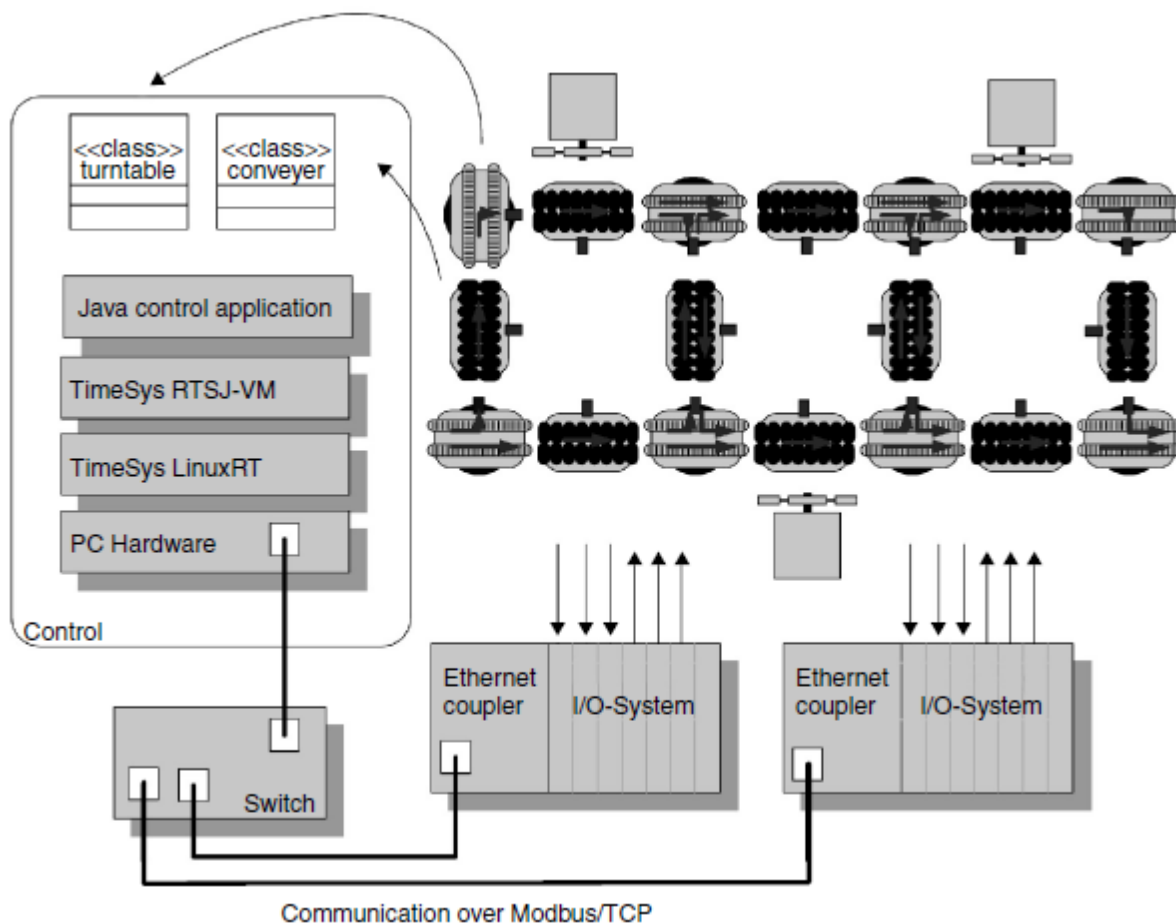 <<class>>
turntable
<<class>>
conveyer
Java control application
TimeSys RTSJ-VM
TimeSys LinuxRT
PC Hardware
Control
Ethernet
coupler
I/O-System
Ethernet
coupler
I/O-System
Switch
Communication over Modbus/TCP